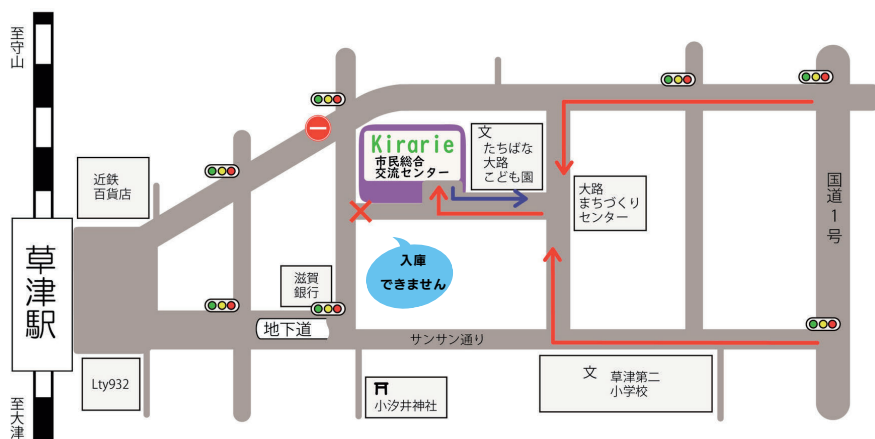 至守山
近鉄
百貨店
草津駅
Lty932
至大津
Kirarie
市民総合
交流センター
文
たちばな
大路
こども園
大路
まちづくり
センター
国道1号
入庫
できません
滋賀
銀行
地下道
サンサン通り
小汐井神社
文 草津第二
小学校